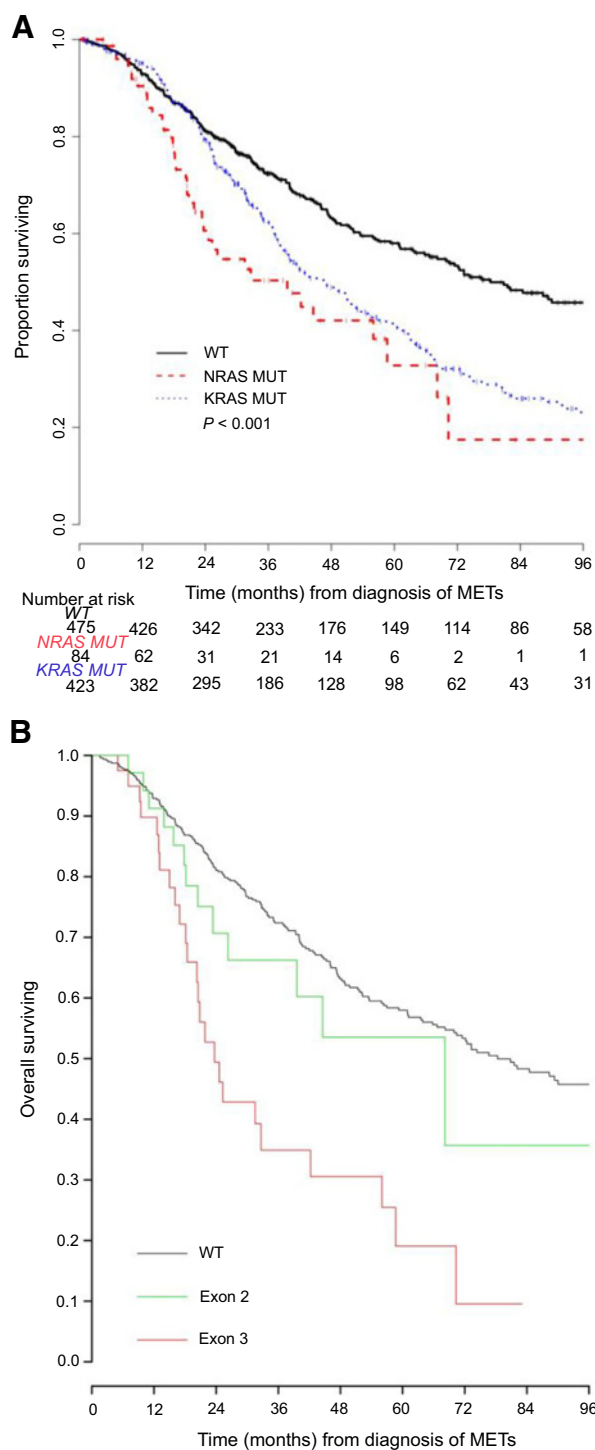 A
Proportion surviving
1.0
0.8
0.6
0.4
0.2
0.0
WT
NRAS MUT
KRAS MUT
P < 0.001
0 12 24 36 48 60 72 84 96
Time (months) from diagnosis of METs
Number at risk
WT
475 426 342 233 176 149 114 86 58
NRAS MUT
84 62 31 21 14 6 2 1 1
KRAS MUT
423 382 295 186 128 98 62 43 31
B
Overall surviving
1.0
0.9
0.8
0.7
0.6
0.5
0.4
0.3
0.2
0.1
0.0
WT
Exon 2
Exon 3
0 12 24 36 48 60 72 84 96
Time (months) from diagnosis of METs